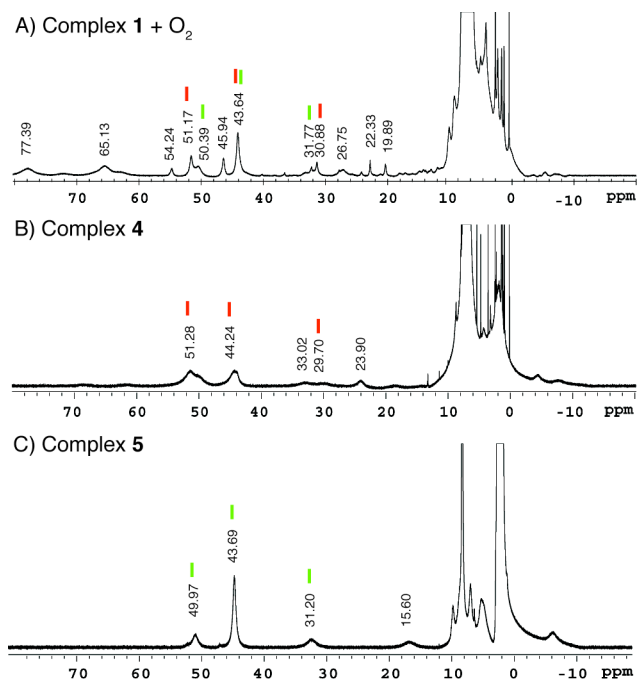 A) Complex 1 + O₂
77.39 65.13 54.24 51.17 50.39 45.94 43.64 31.77 30.88 26.75 22.33 19.89
70 60 50 40 30 20 10 0 -10 ppm
B) Complex 4
51.28 44.24 33.02 29.70 23.90
70 60 50 40 30 20 10 0 -10 ppm
C) Complex 5
49.97 43.69 31.20 15.60
80 70 60 50 40 30 20 10 0 -10 ppm